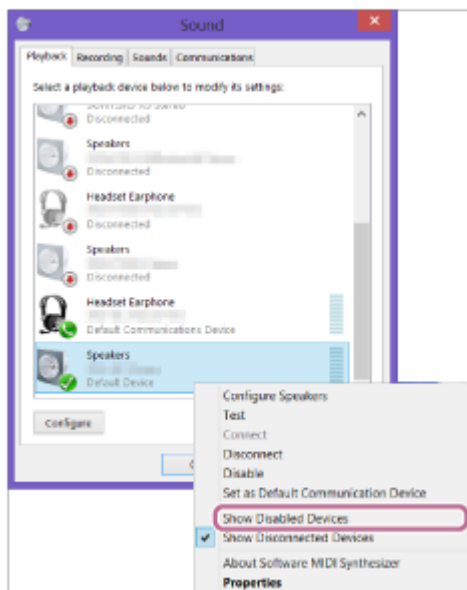 Sound
Playback Recording Sounds Communications
Select a playback device below to modify its settings:
Disconnected
Speakers
Disconnected
Headset Earphone
Disconnected
Speakers
Disconnected
Headset Earphone
Default Communications Device
Speakers
Default Device
Configure
Configure Speakers
Test
Connect
Disconnect
Disable
Set as Default Communication Device
Show Disabled Devices
Show Disconnected Devices
About Software MIDI Synthesizer
Properties